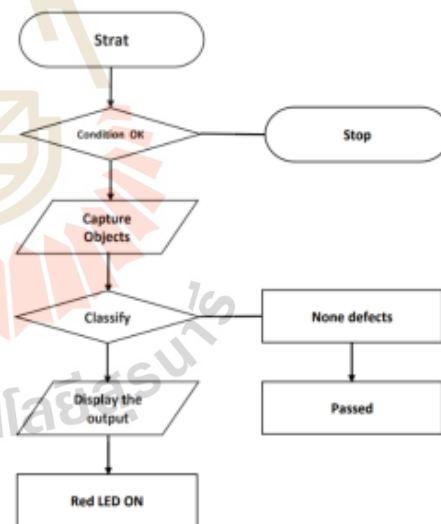 Strat
Condition OK
Stop
Capture
Objects
Classify
None defects
Display the
output
Passed
Red LED ON